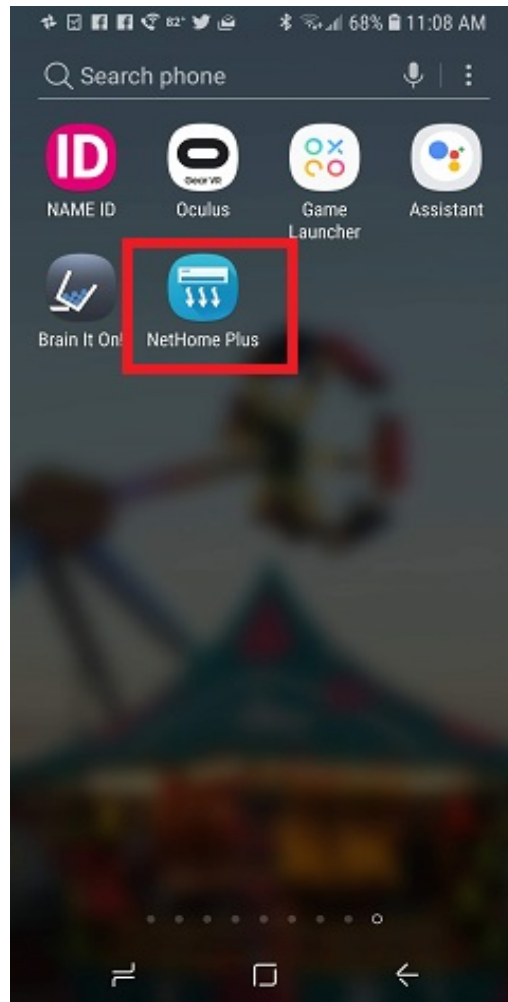 82° 68% 11:08 AM
Search phone
ID
Gear VR
NAME ID Oculus Game Launcher Assistant
Brain It On! NetHome Plus